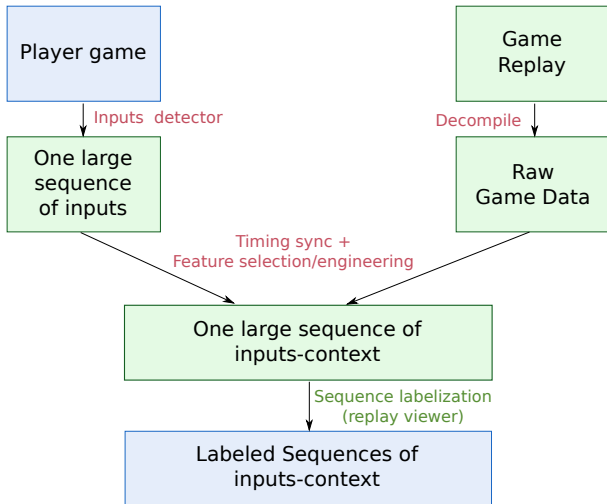 Player game
Game
Replay
Inputs detector
Decompile
One large
sequence
of inputs
Raw
Game Data
Timing sync +
Feature selection/engineering
One large sequence of
inputs-context
Sequence labelization
(replay viewer)
Labeled Sequences of
inputs-context